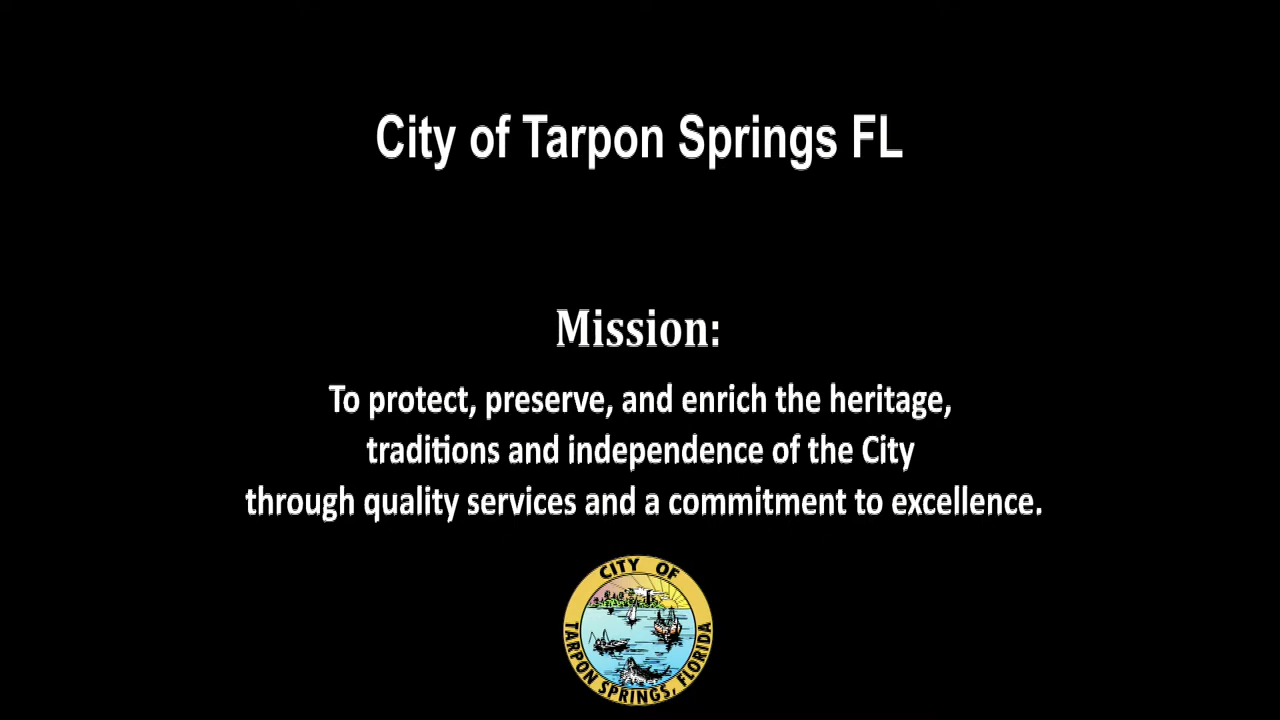 City of Tarpon Springs FL
Mission:
To protect, preserve, and enrich the heritage,
traditions and independence of the City
through quality services and a commitment to excellence.
CITY OF
TARPON SPRINGS, FLORIDA